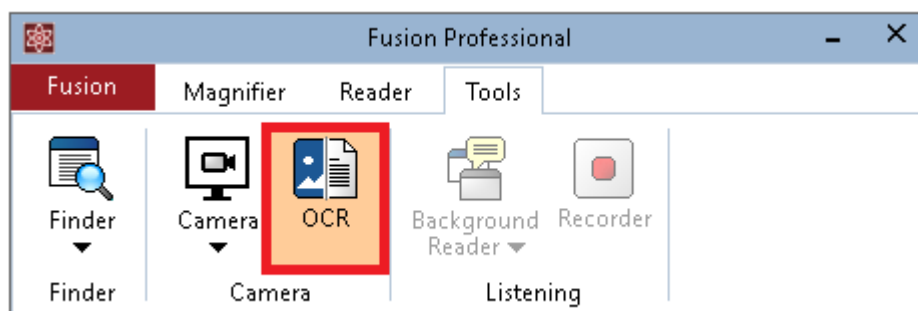 Fusion Professional
Fusion Magnifier Reader Tools
Finder Camera OCR Background Reader Recorder
Finder Camera Listening